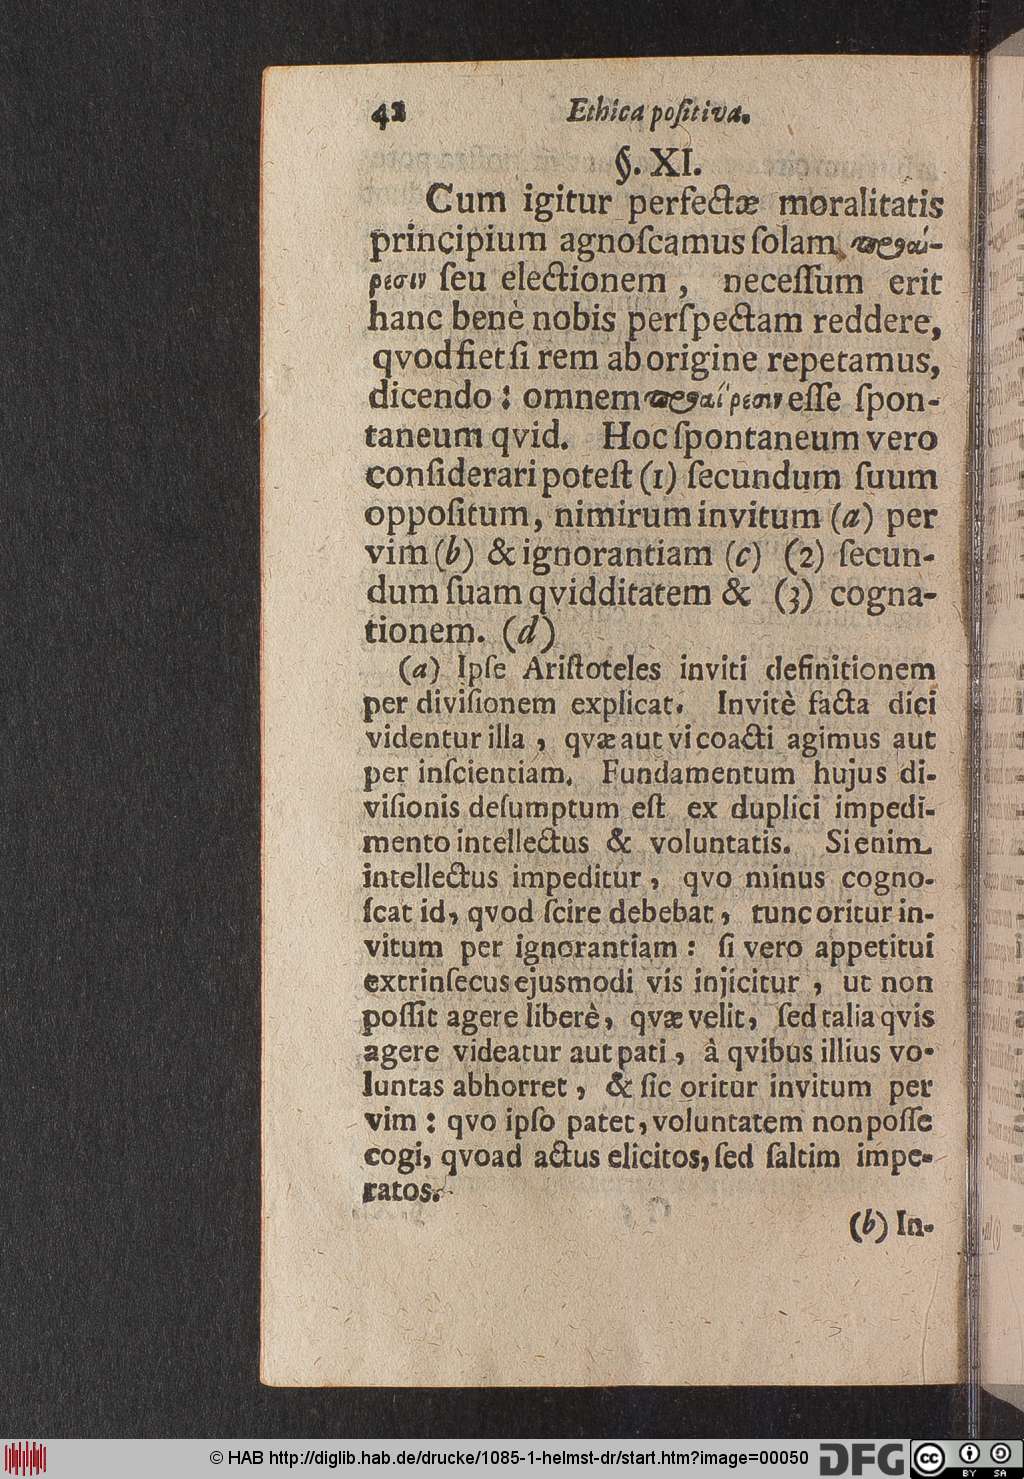 42 Ethica poſitiva.
§. XI.
Cum igitur perfectæ moralitatis
principium agnoſcamus ſolam προαί-
ρεσιν ſeu electionem, neceſſum erit
hanc benè nobis perſpectam reddere,
qvod fiet ſi rem ab origine repetamus,
dicendo: omnem προαίρεσιν eſſe ſpon-
taneum qvid. Hoc ſpontaneum vero
conſiderari poteſt (1) ſecundum ſuum
oppoſitum, nimirum invitum (a) per
vim (b) & ignorantiam (c) (2) ſecun-
dum ſuam qvidditatem & (3) cogna-
tionem. (d)
(a) Ipſe Ariſtoteles inviti definitionem
per diviſionem explicat. Invitè facta dici
videntur illa, qvæ aut vi coacti agimus aut
per inſcientiam. Fundamentum hujus di-
viſionis deſumptum eſt ex duplici impedi-
mento intellectus & voluntatis. Si enim
intellectus impeditur, qvo minus cogno-
ſcat id, qvod ſcire debebat, tunc oritur in-
vitum per ignorantiam: ſi vero appetitui
extrinſecus ejusmodi vis injicitur, ut non
poſſit agere liberè, qvæ velit, ſed talia qvis
agere videatur aut pati, à qvibus illius vo-
luntas abhorret, & ſic oritur invitum per
vim: qvo ipſo patet, voluntatem non poſſe
cogi, qvoad actus elicitos, ſed ſaltim impe-
ratos.
(b) In-
© HAB http://diglib.hab.de/drucke/1085-1-helmst-dr/start.htm?image=00050
DFG
cc BY SA